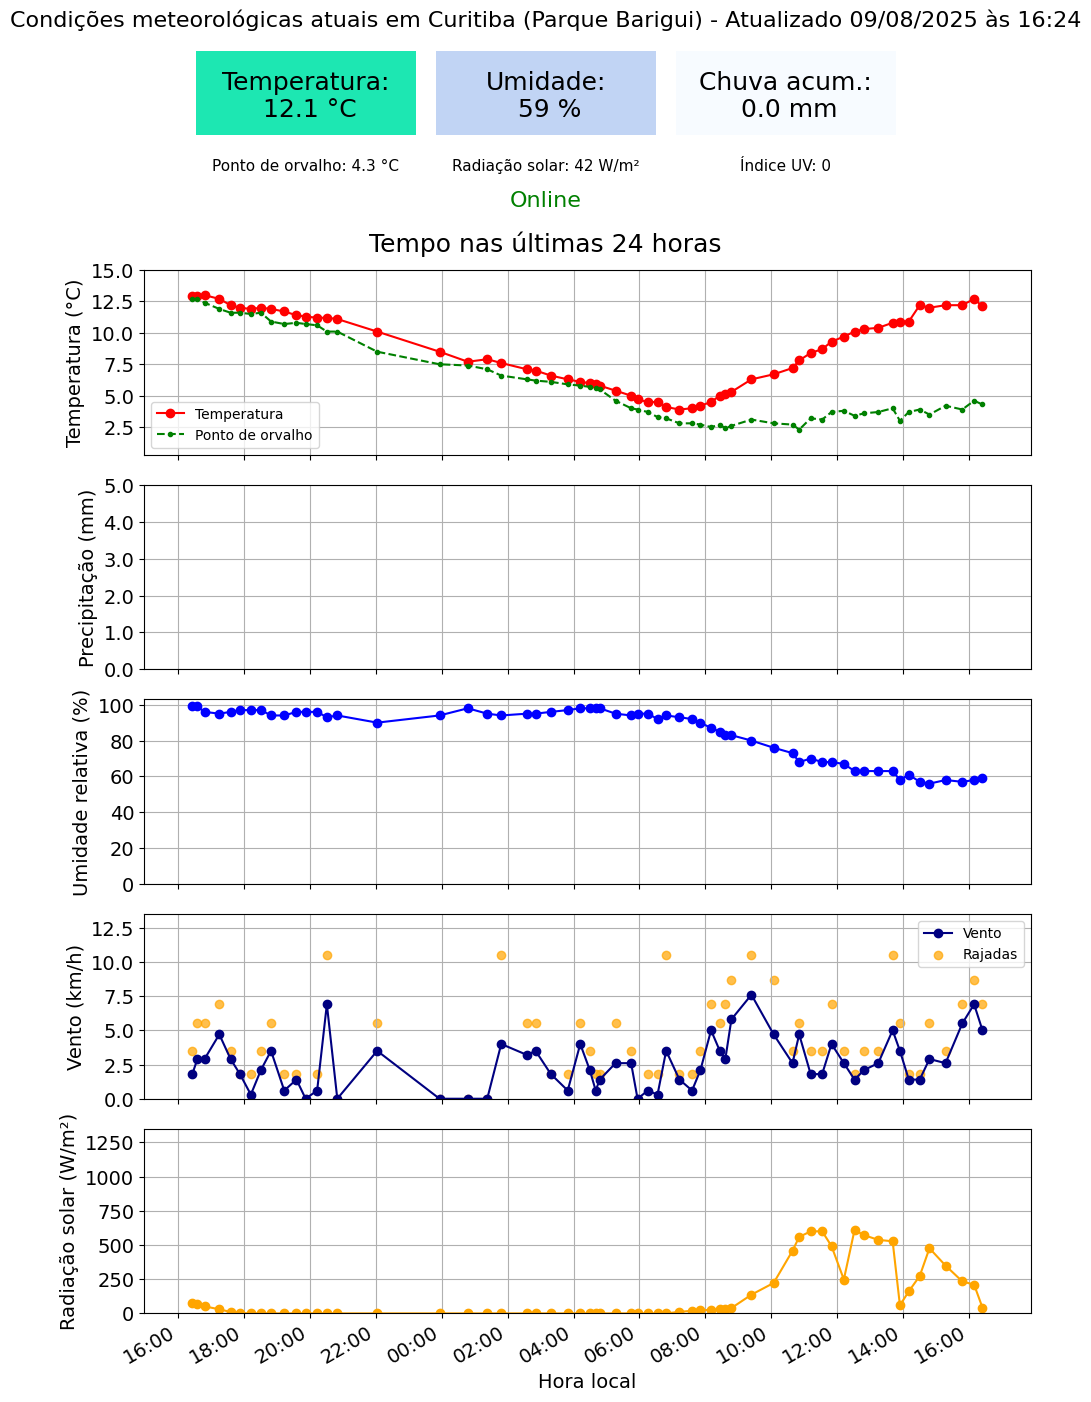 Condições meteorológicas atuais em Curitiba (Parque Barigui) - Atualizado 09/08/2025 às 16:24
Temperatura:
12.1 °C
Umidade:
59 %
Chuva acum.:
0.0 mm
Ponto de orvalho: 4.3 °C
Radiação solar: 42 W/m²
Índice UV: 0
Online
Tempo nas últimas 24 horas
Temperatura (°C)
15.0
12.5
10.0
7.5
5.0
2.5
Temperatura
Ponto de orvalho
Precipitação (mm)
5.0
4.0
3.0
2.0
1.0
0.0
Umidade relativa (%)
100
80
60
40
20
0
Vento (km/h)
12.5
10.0
7.5
5.0
2.5
0.0
Vento
Rajadas
Radiação solar (W/m²)
1250
1000
750
500
250
0
16:00
18:00
20:00
22:00
00:00
02:00
04:00
06:00
08:00
10:00
12:00
14:00
16:00
Hora local